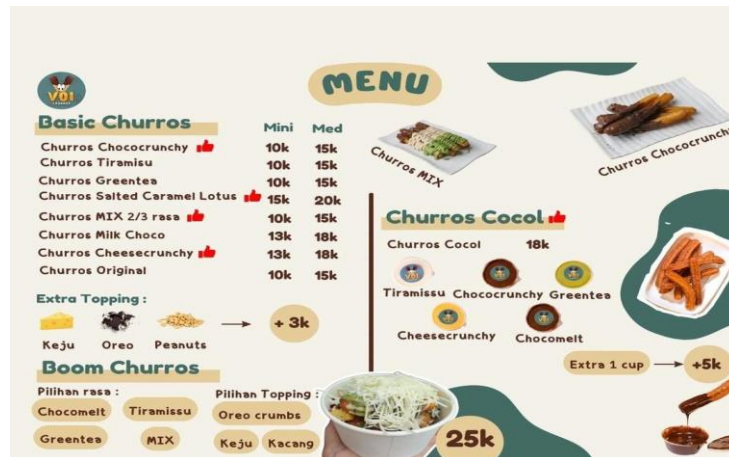 MENU
VOI
Basic Churros
Mini Med
Churros Chococrunchy 10k 15k
Churros Tiramisu 10k 15k
Churros Greentea 10k 15k
Churros Salted Caramel Lotus 15k 20k
Churros MIX 2/3 rasa 10k 15k
Churros Milk Choco 13k 18k
Churros Cheesecrunchy 13k 18k
Churros Original 10k 15k
Extra Topping :
+ 3k
Keju Oreo Peanuts
Boom Churros
Pilihan rasa :
Chocomelt Tiramissu
Greentea MIX
Pilihan Topping :
Oreo crumbs
Keju Kacang
25k
Churros MIX
Churros Chococrunchy
Churros Cocol
Churros Cocol 18k
Tiramissu Chococrunchy Greentea
Cheesecrunchy Chocomelt
Extra 1 cup +5k